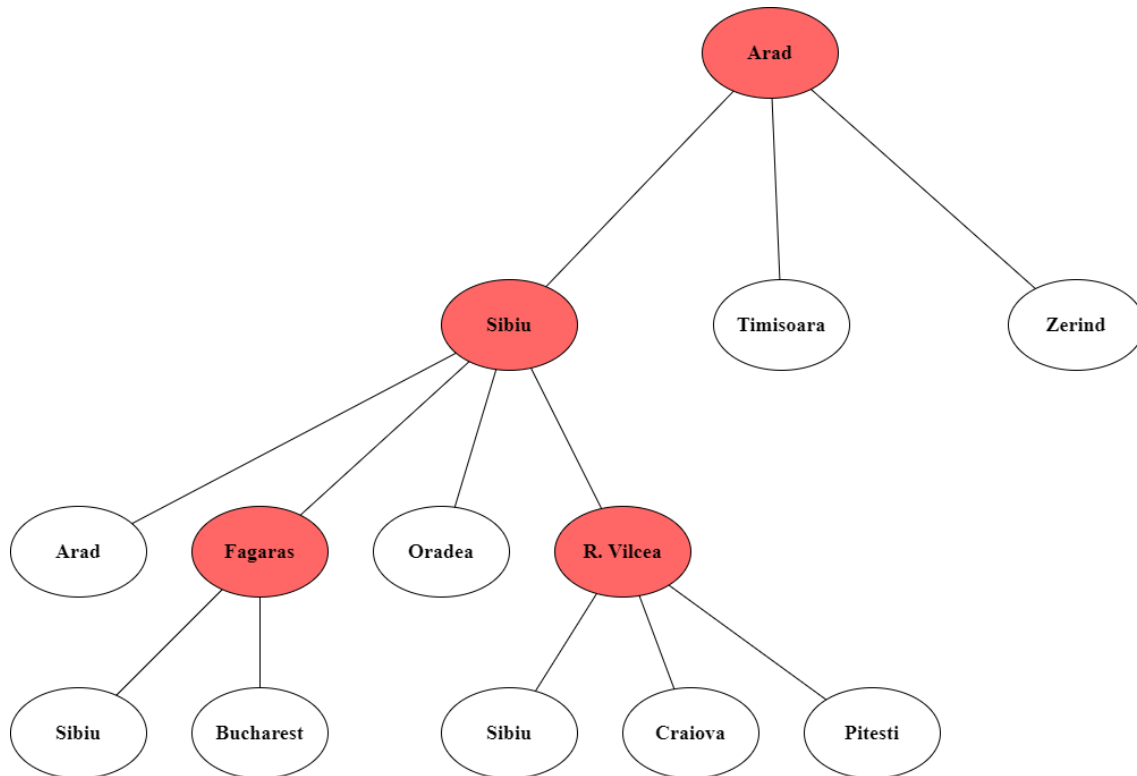 Arad
Sibiu
Timisoara
Zerind
Arad
Fagaras
Oradea
R. Vilcea
Sibiu
Bucharest
Sibiu
Craiova
Pitesti